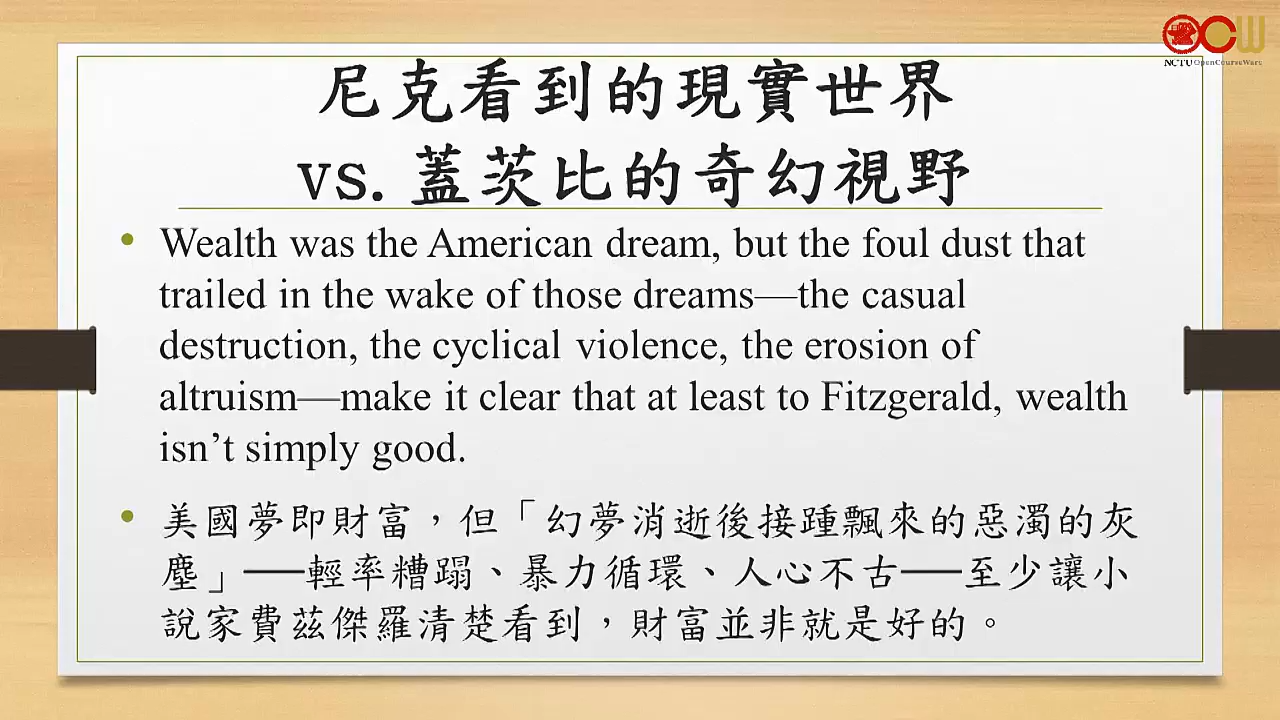 OCW
NCTU OpenCourseWare
尼克看到的現實世界
vs. 蓋茨比的奇幻視野
• Wealth was the American dream, but the foul dust that
trailed in the wake of those dreams—the casual
destruction, the cyclical violence, the erosion of
altruism—make it clear that at least to Fitzgerald, wealth
isn’t simply good.
• 美國夢即財富，但「幻夢消逝後接踵飄來的惡濁的灰
塵」──輕率糟蹋、暴力循環、人心不古──至少讓小
說家費茲傑羅清楚看到，財富並非就是好的。